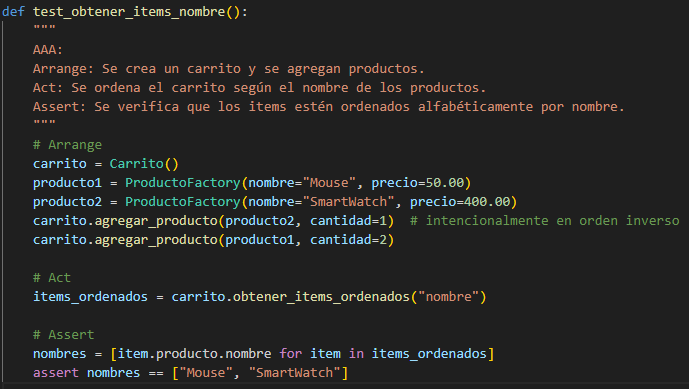 def test_obtener_items_nombre():
    """
    AAA:
    Arrange: Se crea un carrito y se agregan productos.
    Act: Se ordena el carrito según el nombre de los productos.
    Assert: Se verifica que los items estén ordenados alfabéticamente por nombre.
    """
    # Arrange
    carrito = Carrito()
    producto1 = ProductoFactory(nombre="Mouse", precio=50.00)
    producto2 = ProductoFactory(nombre="SmartWatch", precio=400.00)
    carrito.agregar_producto(producto2, cantidad=1)  # intencionalmente en orden inverso
    carrito.agregar_producto(producto1, cantidad=2)

    # Act
    items_ordenados = carrito.obtener_items_ordenados("nombre")

    # Assert
    nombres = [item.producto.nombre for item in items_ordenados]
    assert nombres == ["Mouse", "SmartWatch"]